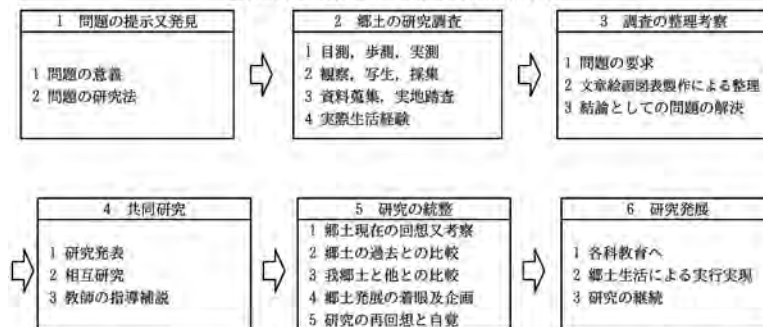 1 問題の提示又発見
1 問題の意義
2 問題の研究法
2 郷土の研究調査
1 目測，歩測，実測
2 観察，写生，採集
3 資料蒐集，実地踏査
4 実際生活経験
3 調査の整理考察
1 問題の要求
2 文章絵画図表製作による整理
3 結論としての問題の解決
4 共同研究
1 研究発表
2 相互研究
3 教師の指導補説
5 研究の統整
1 郷土現在の回想又考察
2 郷土の過去との比較
3 我郷土と他との比較
4 郷土発展の着眼及企画
5 研究の再回想と自覚
6 研究発展
1 各科教育へ
2 郷土生活による実行実現
3 研究の継続